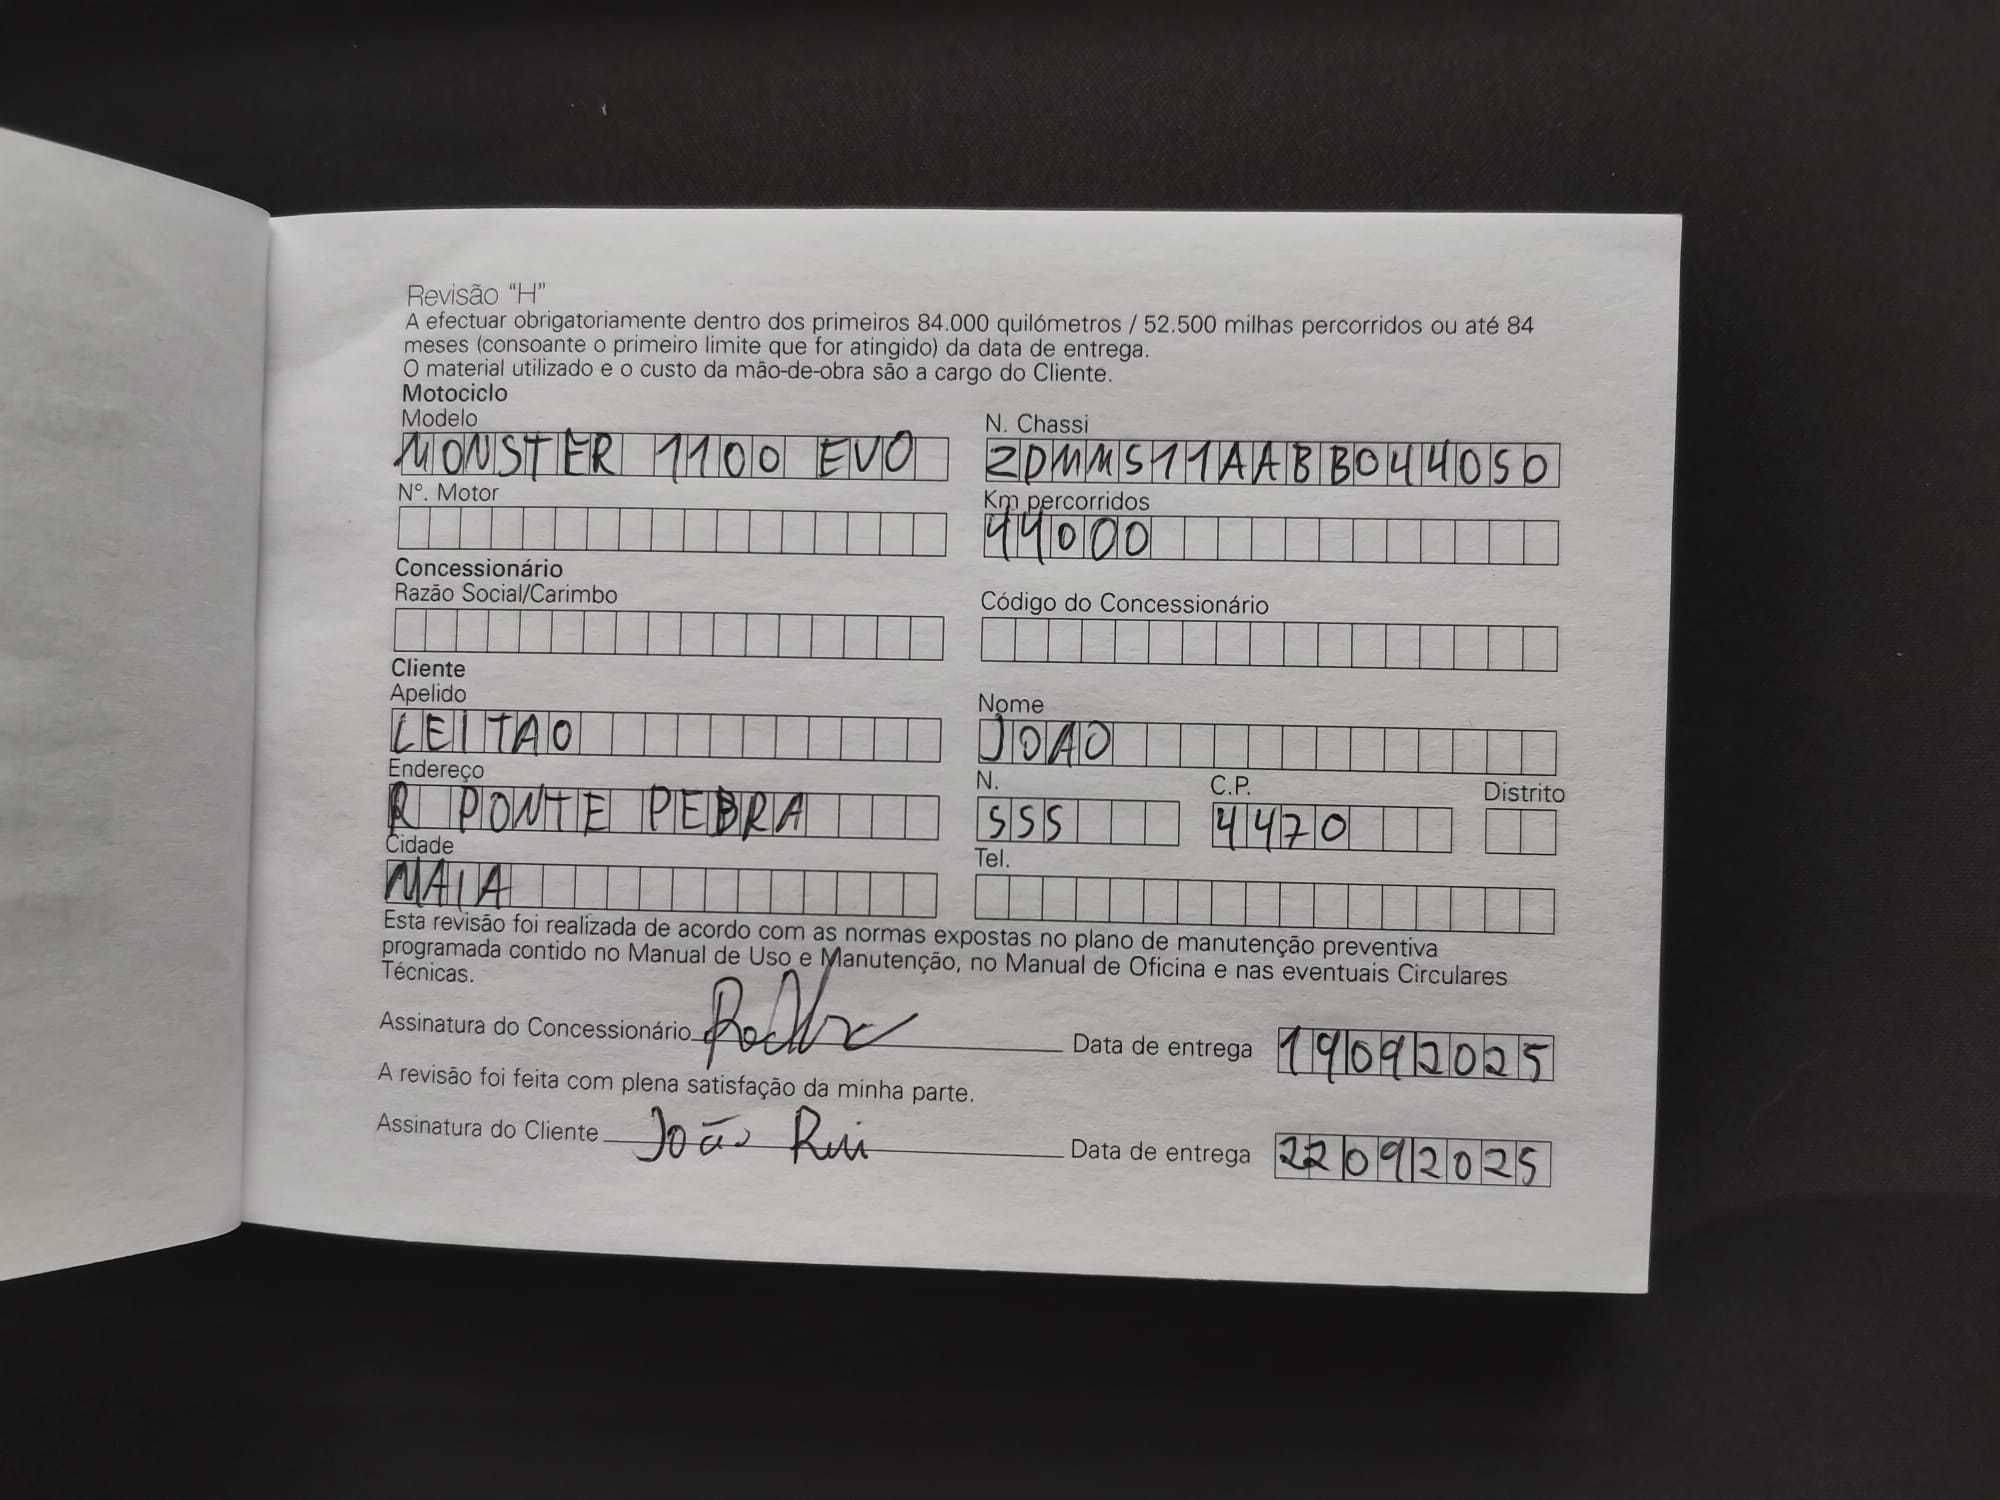 Revisão "H"
A efectuar obrigatoriamente dentro dos primeiros 84.000 quilómetros / 52.500 milhas percorridos ou até 84
meses (consoante o primeiro limite que for atingido) da data de entrega.
O material utilizado e o custo da mão-de-obra são a cargo do Cliente.
Motociclo
Modelo N. Chassi
MONSTER 1100 EVO ZDMMS11AABB044050
Nº. Motor Km percorridos
44000
Concessionário
Razão Social/Carimbo Código do Concessionário
Cliente
Apelido Nome
LEITAO JOAO
Endereço N. C.P. Distrito
R PONTE PEBRA 555 4470
Cidade Tel.
MAIA
Esta revisão foi realizada de acordo com as normas expostas no plano de manutenção preventiva
programada contido no Manual de Uso e Manutenção, no Manual de Oficina e nas eventuais Circulares
Técnicas.
Assinatura do Concessionário Data de entrega 19092025
A revisão foi feita com plena satisfação da minha parte.
Assinatura do Cliente João Rui Data de entrega 22092025